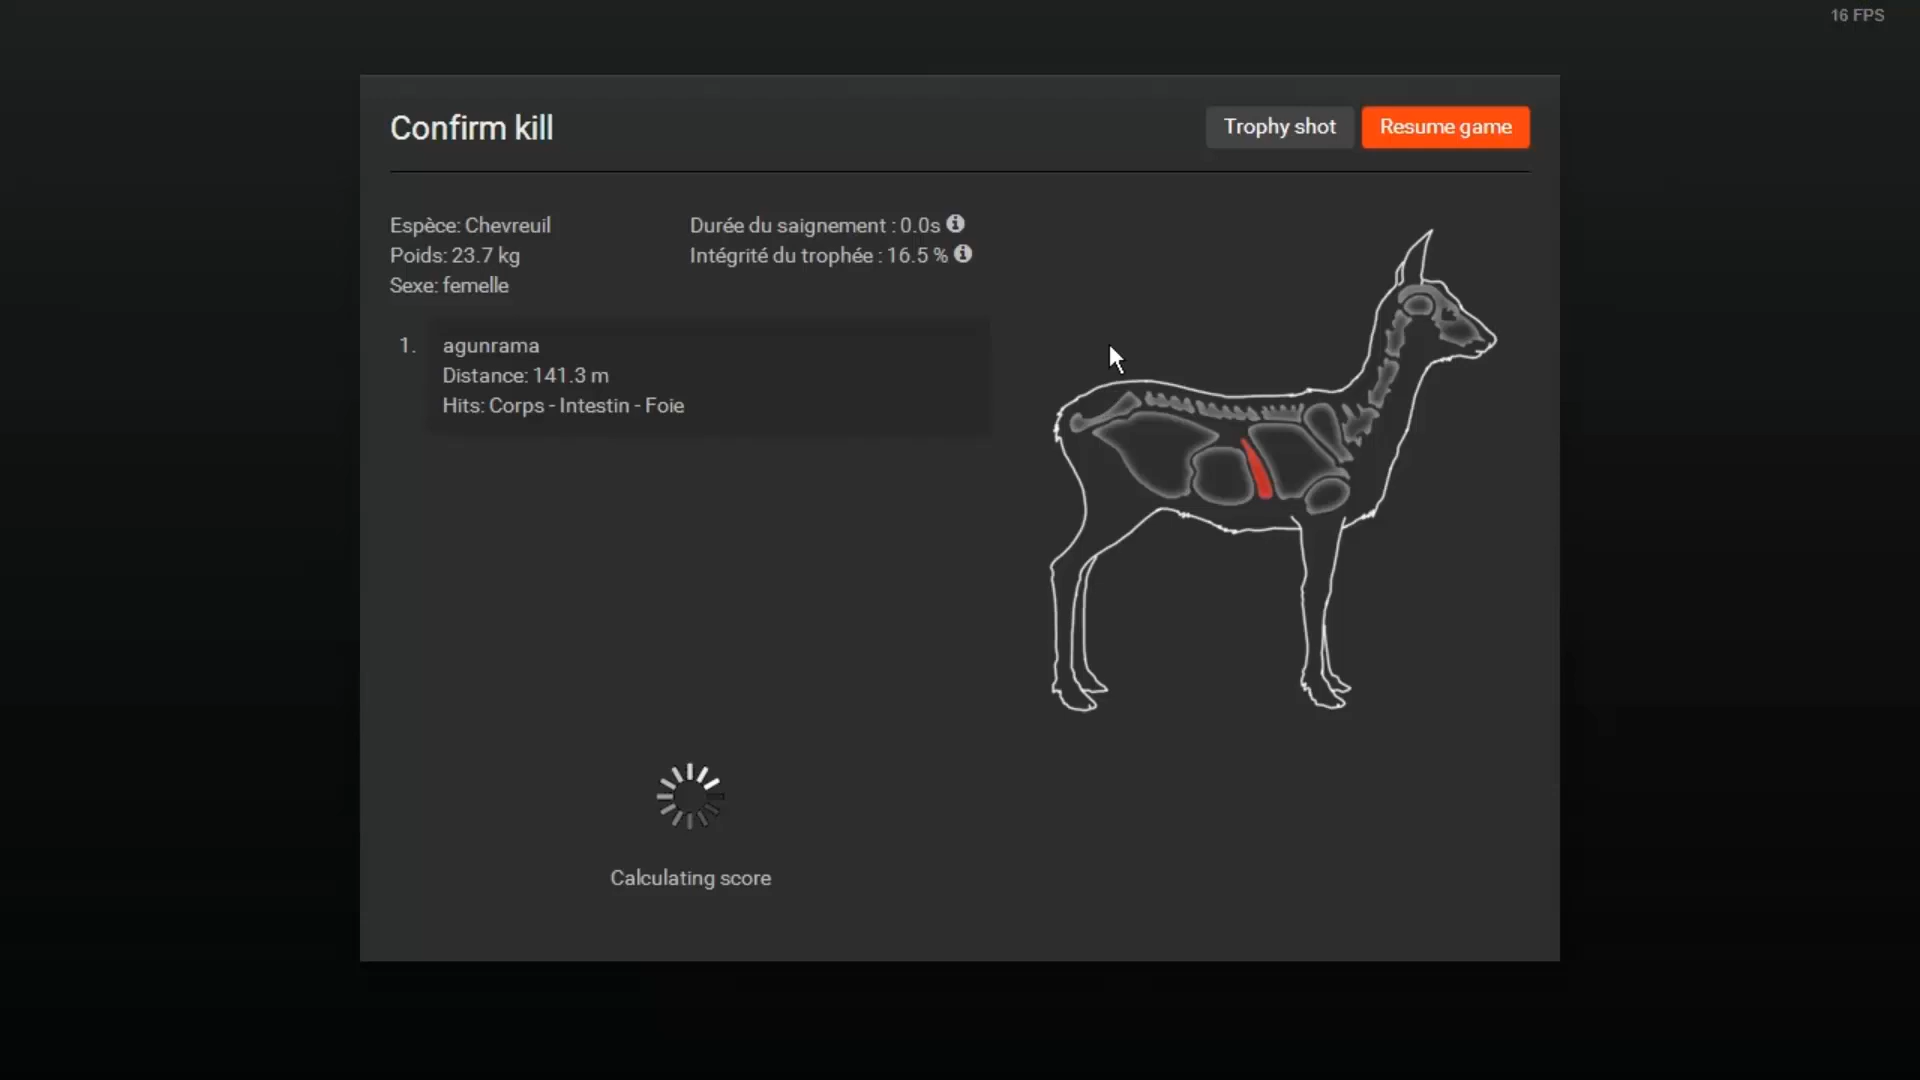 16 FPS
Confirm kill
Trophy shot
Resume game
Espèce: Chevreuil
Poids: 23.7 kg
Sexe: femelle
Durée du saignement : 0.0s
Intégrité du trophée : 16.5 %
1.
agunrama
Distance: 141.3 m
Hits: Corps - Intestin - Foie
Calculating score